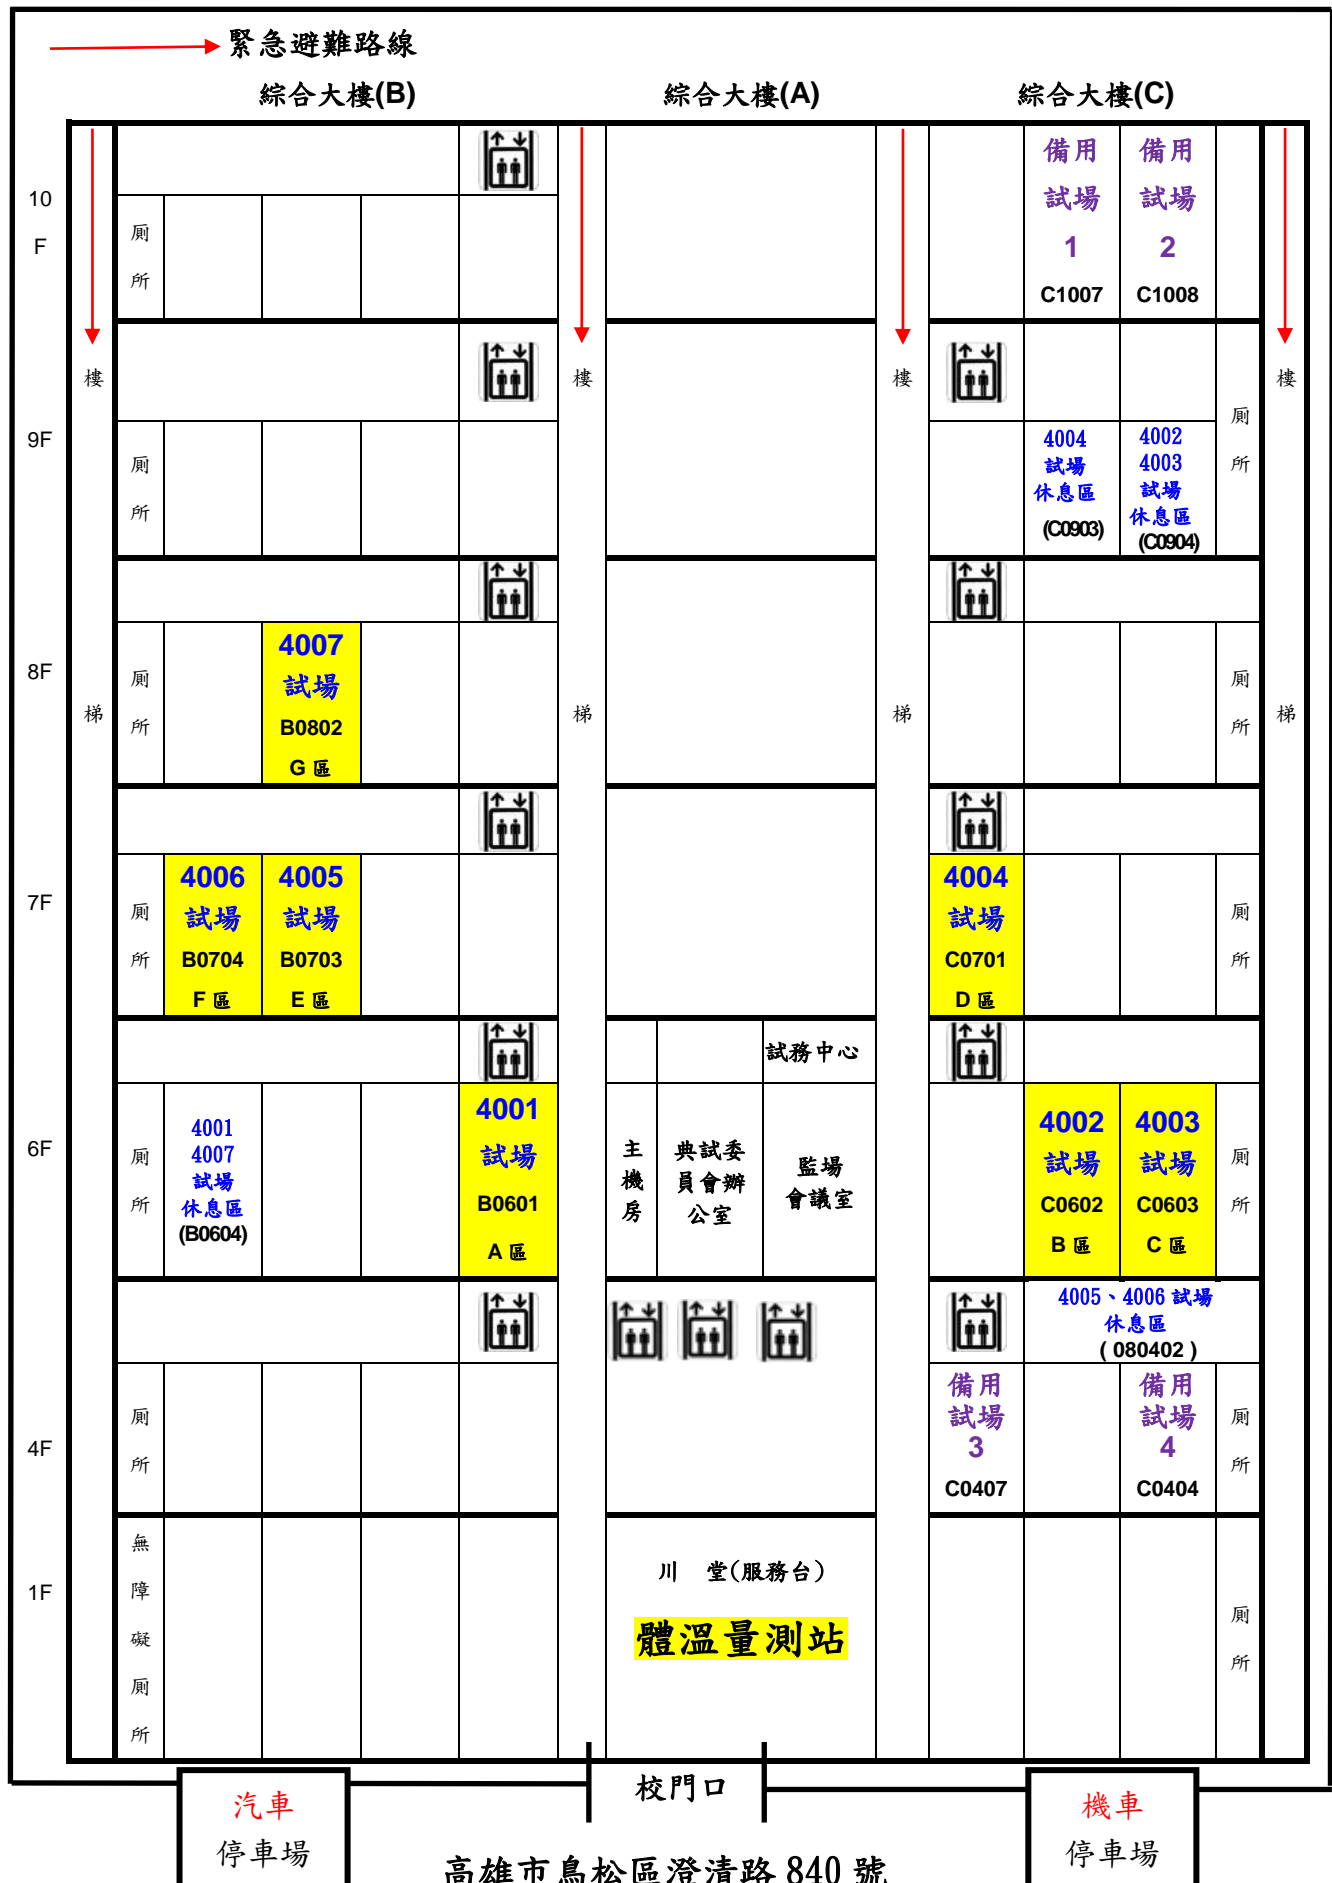 緊急避難路線
綜合大樓(B)
綜合大樓(A)
綜合大樓(C)
10
F
廁
所
備用
試場
1
C1007
備用
試場
2
C1008
樓
樓
樓
樓
9F
廁
所
4004
試場
休息區
(C0903)
4002
4003
試場
休息區
(C0904)
廁
所
8F
梯
廁
所
4007
試場
B0802
G 區
梯
梯
廁
所
梯
7F
廁
所
4006
試場
B0704
F 區
4005
試場
B0703
E 區
4004
試場
C0701
D 區
廁
所
6F
廁
所
4001
4007
試場
休息區
(B0604)
4001
試場
B0601
A 區
試務中心
主
機
房
典試委
員會辦
公室
監場
會議室
4002
試場
C0602
B 區
4003
試場
C0603
C 區
廁
所
4005、4006 試場
休息區
( 080402 )
4F
廁
所
備用
試場
3
C0407
備用
試場
4
C0404
廁
所
1F
無
障
礙
廁
所
川　堂(服務台)
體溫量測站
廁
所
校門口
汽車
停車場
機車
停車場
高雄市鳥松區澄清路 840 號